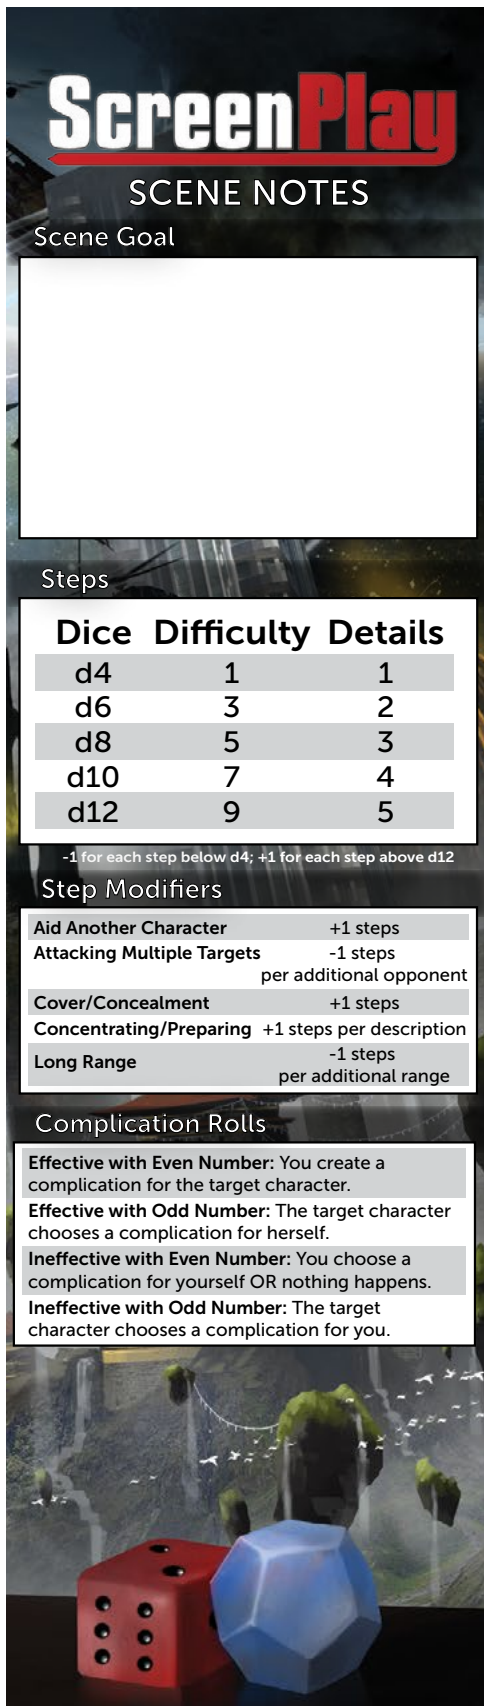 ScreenPlay
SCENE NOTES
Scene Goal
Steps
Dice Difficulty Details
d4 1 1
d6 3 2
d8 5 3
d10 7 4
d12 9 5
-1 for each step below d4; +1 for each step above d12
Step Modifiers
Aid Another Character +1 steps
Attacking Multiple Targets -1 steps
per additional opponent
Cover/Concealment +1 steps
Concentrating/Preparing +1 steps per description
Long Range -1 steps
per additional range
Complication Rolls
Effective with Even Number: You create a
complication for the target character.
Effective with Odd Number: The target character
chooses a complication for herself.
Ineffective with Even Number: You choose a
complication for yourself OR nothing happens.
Ineffective with Odd Number: The target
character chooses a complication for you.